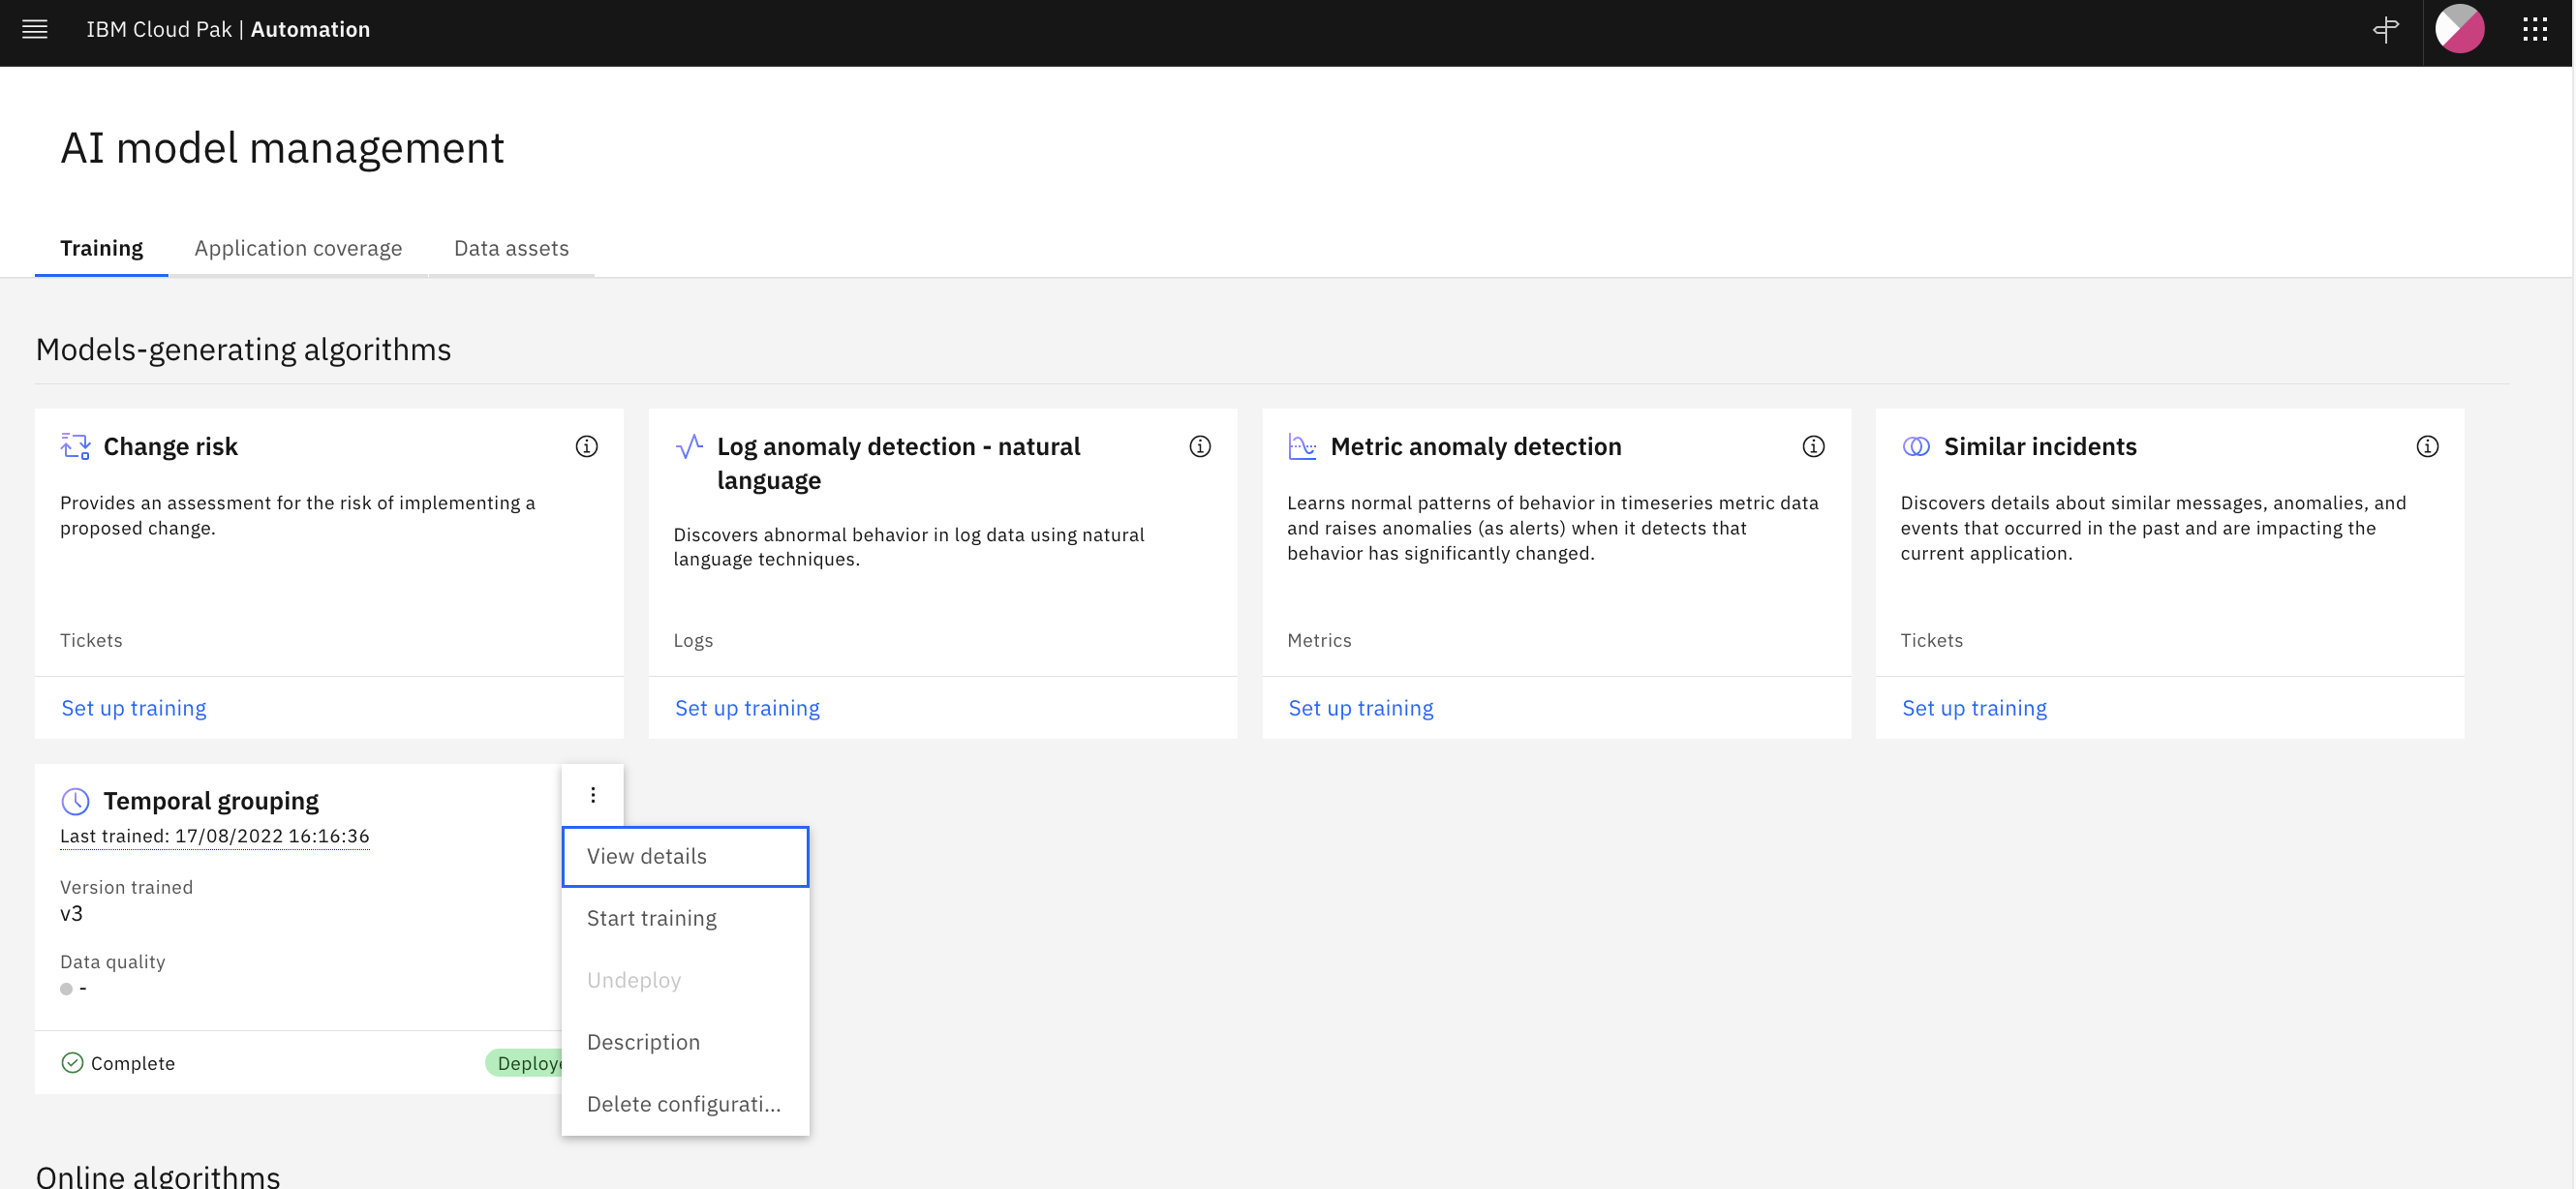 IBM Cloud Pak | Automation
AI model management
Training
Application coverage
Data assets
Models-generating algorithms
Change risk
Provides an assessment for the risk of implementing a
proposed change.
Tickets
Set up training
Log anomaly detection - natural
language
Discovers abnormal behavior in log data using natural
language techniques.
Logs
Set up training
Metric anomaly detection
Learns normal patterns of behavior in timeseries metric data
and raises anomalies (as alerts) when it detects that
behavior has significantly changed.
Metrics
Set up training
Similar incidents
Discovers details about similar messages, anomalies, and
events that occurred in the past and are impacting the
current application.
Tickets
Set up training
Temporal grouping
Last trained: 17/08/2022 16:16:36
Version trained
v3
Data quality
-
Complete
Deploye
View details
Start training
Undeploy
Description
Delete configurati...
Online algorithms